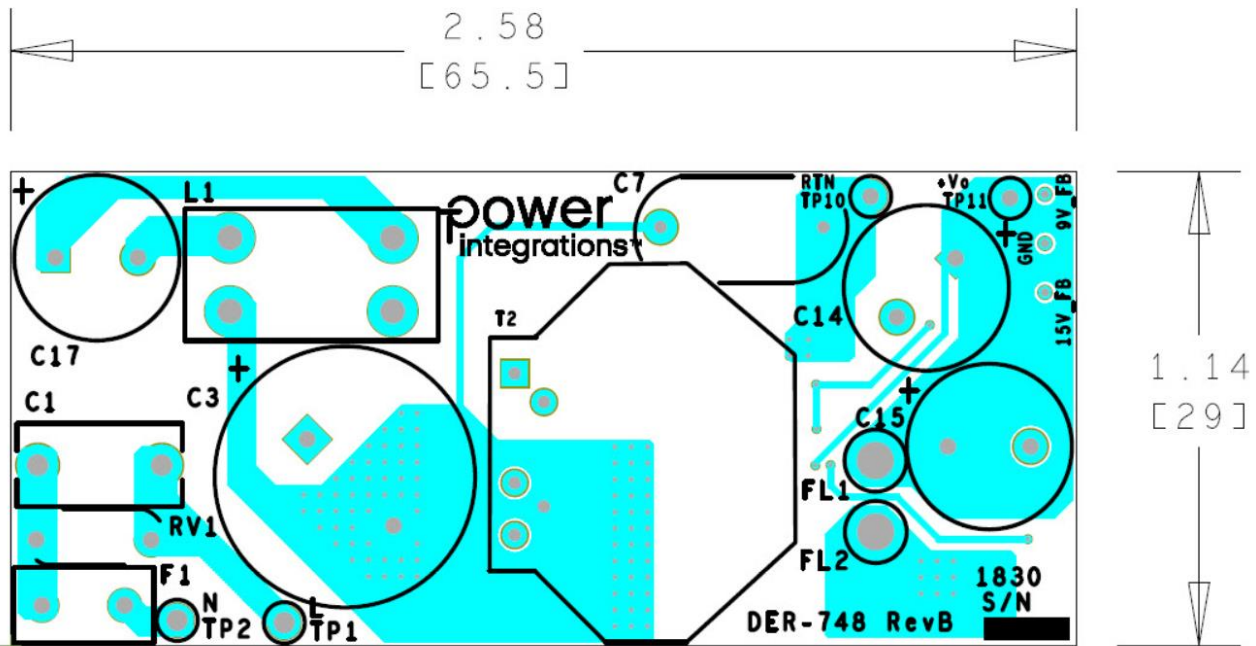 2.58
[65.5]
+
L1
power
integrations™
C7
RTN
TP10
+Vo
TP11
9V_FB
+
GND
15V_FB
C17
T2
C14
+
C3
+
C1
C15
1.14
[29]
FL1
RV1
FL2
F1
1830
S/N
N
TP2
L
TP1
DER-748 RevB